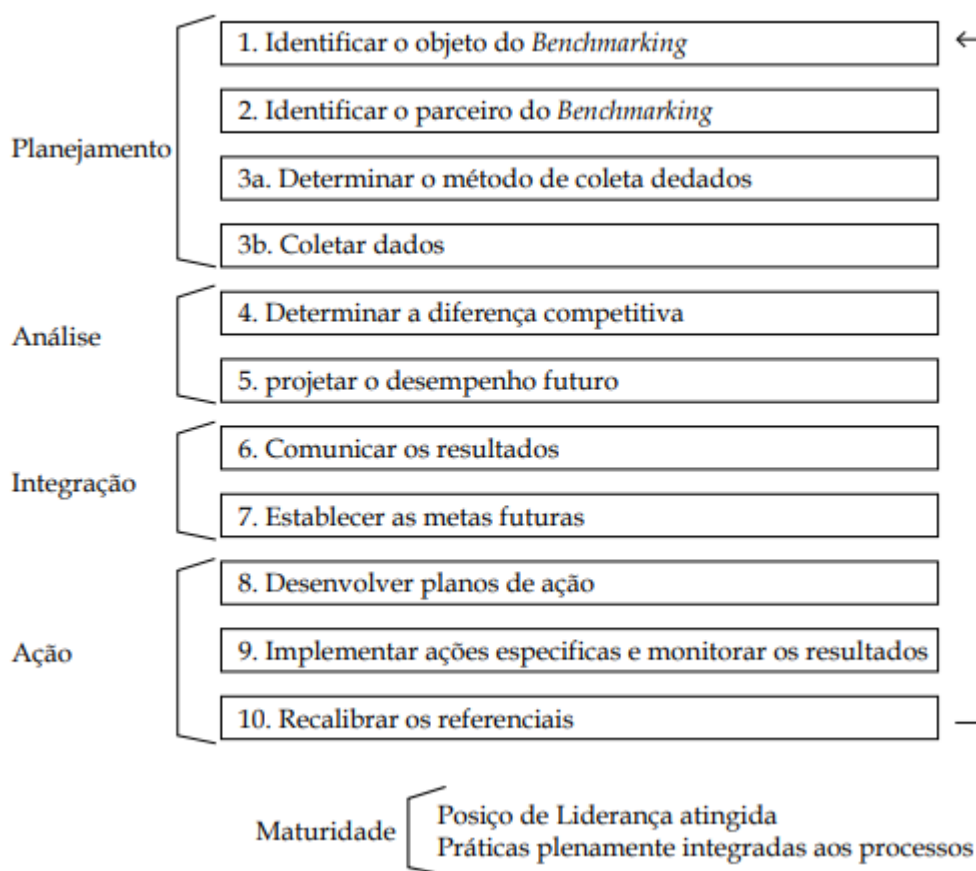 Planejamento
1. Identificar o objeto do Benchmarking
2. Identificar o parceiro do Benchmarking
3a. Determinar o método de coleta dedados
3b. Coletar dados
Análise
4. Determinar a diferença competitiva
5. projetar o desempenho futuro
Integração
6. Comunicar os resultados
7. Establecer as metas futuras
Ação
8. Desenvolver planos de ação
9. Implementar ações especificas e monitorar os resultados
10. Recalibrar os referenciais
Maturidade
Posiço de Liderança atingida
Práticas plenamente integradas aos processos